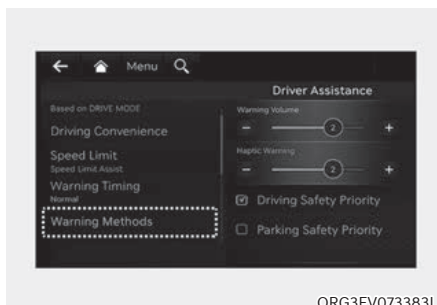 Menu
Driver Assistance
Based on DRIVE MODE
Driving Convenience
Speed Limit
Speed Limit Assist
Warning Timing
Normal
Warning Methods
Warning Volume
- 2 +
Haptic Warning
- 2 +
Driving Safety Priority
Parking Safety Priority
ORG3EV073383L